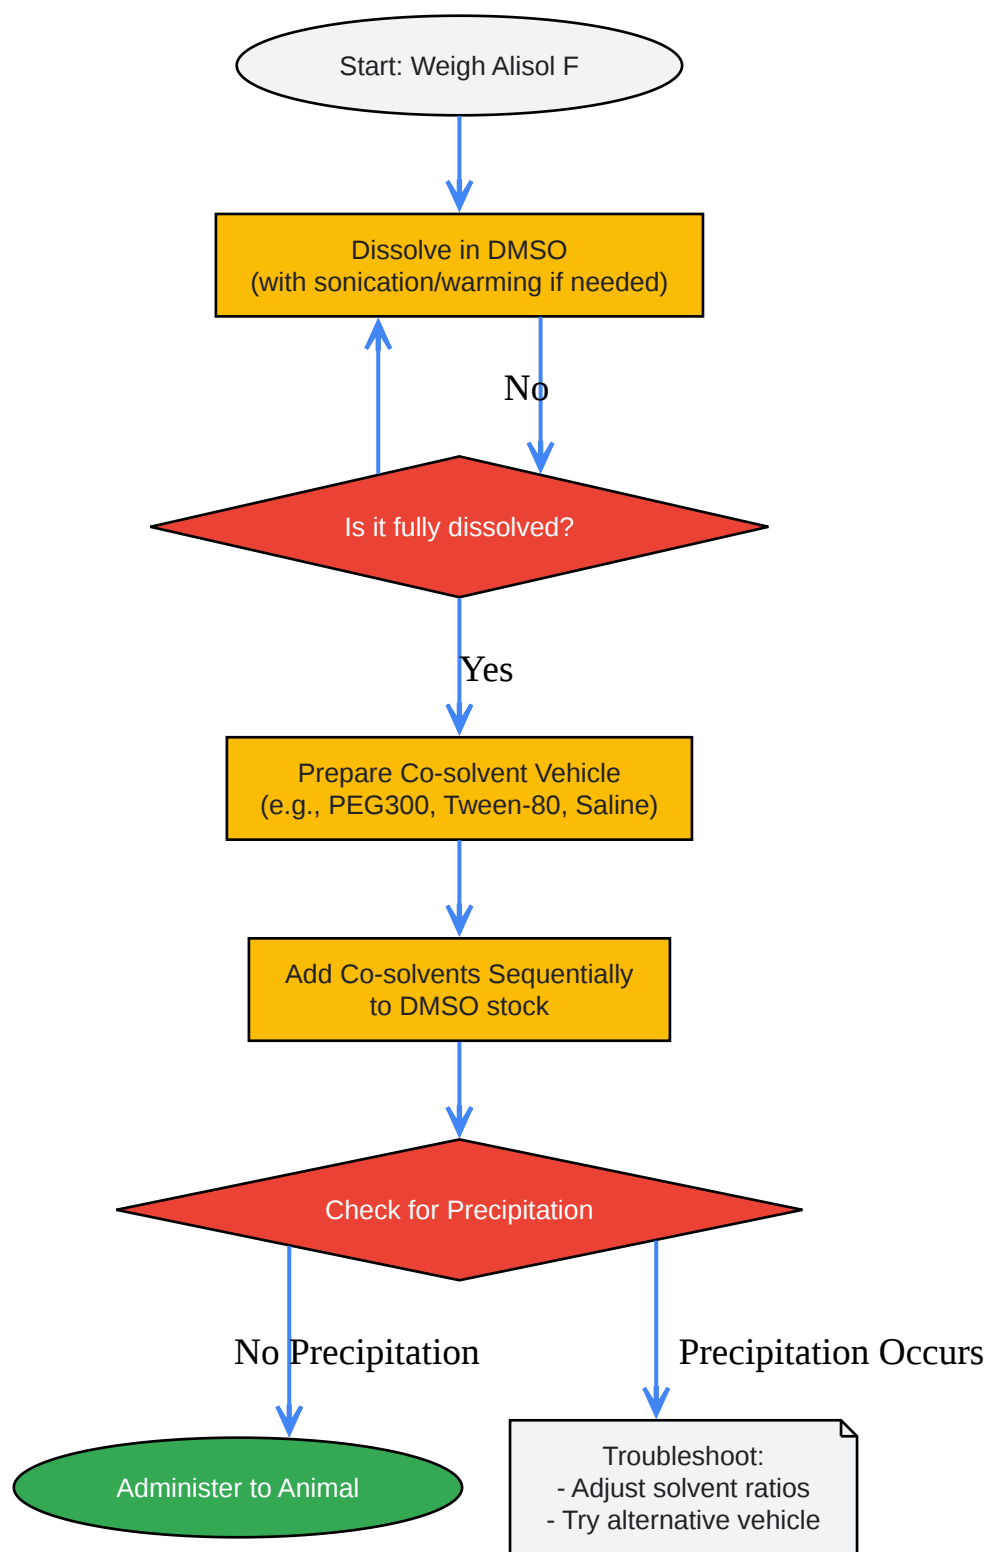 Start: Weigh Alisol F
Dissolve in DMSO
(with sonication/warming if needed)
No
Is it fully dissolved?
Yes
Prepare Co-solvent Vehicle
(e.g., PEG300, Tween-80, Saline)
Add Co-solvents Sequentially
to DMSO stock
Check for Precipitation
No Precipitation
Precipitation Occurs
Administer to Animal
Troubleshoot:
- Adjust solvent ratios
- Try alternative vehicle